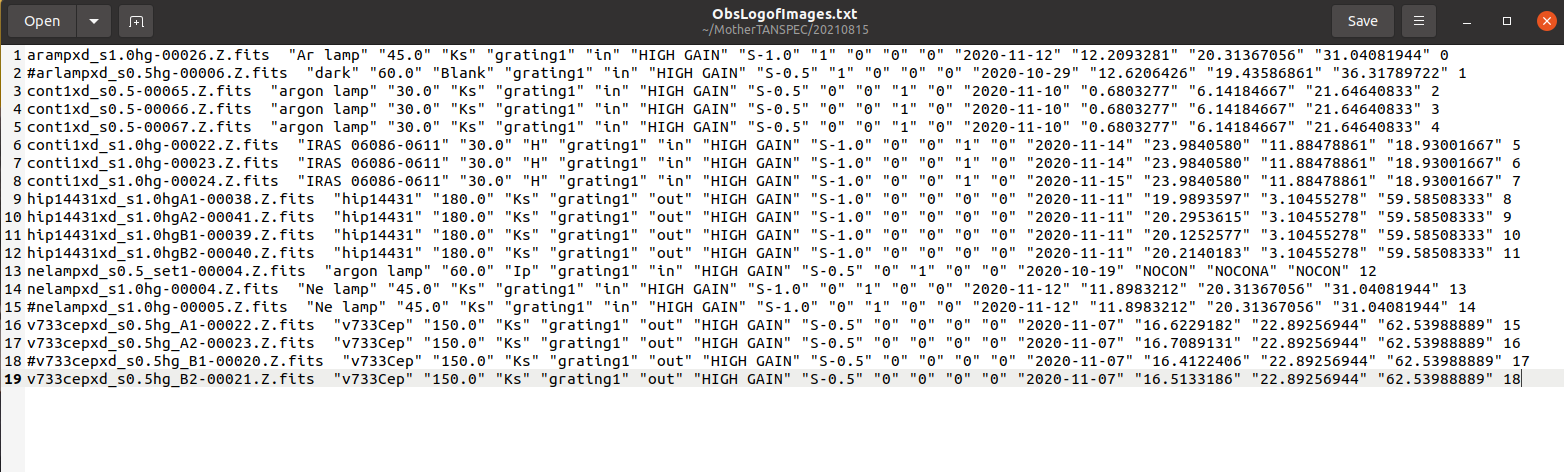 Open
ObsLogofImages.txt
~/MotherTANSPEC/20210815
Save
1 arampxd_s1.0hg-00026.Z.fits  "Ar lamp" "45.0" "Ks" "grating1" "in" "HIGH GAIN" "S-1.0" "1" "0" "0" "0" "2020-11-12" "12.2093281" "20.31367056" "31.04081944" 0
2 #arlampxd_s0.5hg-00006.Z.fits  "dark" "60.0" "Blank" "grating1" "in" "HIGH GAIN" "S-0.5" "1" "0" "0" "0" "2020-10-29" "12.6206426" "19.43586861" "36.31789722" 1
3 cont1xd_s0.5-00065.Z.fits  "argon lamp" "30.0" "Ks" "grating1" "in" "HIGH GAIN" "S-0.5" "0" "0" "1" "0" "2020-11-10" "0.6803277" "6.14184667" "21.64640833" 2
4 cont1xd_s0.5-00066.Z.fits  "argon lamp" "30.0" "Ks" "grating1" "in" "HIGH GAIN" "S-0.5" "0" "0" "1" "0" "2020-11-10" "0.6803277" "6.14184667" "21.64640833" 3
5 cont1xd_s0.5-00067.Z.fits  "argon lamp" "30.0" "Ks" "grating1" "in" "HIGH GAIN" "S-0.5" "0" "0" "1" "0" "2020-11-10" "0.6803277" "6.14184667" "21.64640833" 4
6 conti1xd_s1.0hg-00022.Z.fits  "IRAS 06086-0611" "30.0" "H" "grating1" "in" "HIGH GAIN" "S-1.0" "0" "0" "1" "0" "2020-11-14" "23.9840580" "11.88478861" "18.93001667" 5
7 conti1xd_s1.0hg-00023.Z.fits  "IRAS 06086-0611" "30.0" "H" "grating1" "in" "HIGH GAIN" "S-1.0" "0" "0" "1" "0" "2020-11-14" "23.9840580" "11.88478861" "18.93001667" 6
8 conti1xd_s1.0hg-00024.Z.fits  "IRAS 06086-0611" "30.0" "H" "grating1" "in" "HIGH GAIN" "S-1.0" "0" "0" "1" "0" "2020-11-15" "23.9840580" "11.88478861" "18.93001667" 7
9 hip14431xd_s1.0hgA1-00038.Z.fits  "hip14431" "180.0" "Ks" "grating1" "out" "HIGH GAIN" "S-1.0" "0" "0" "0" "0" "2020-11-11" "19.9893597" "3.10455278" "59.58508333" 8
10 hip14431xd_s1.0hgA2-00041.Z.fits  "hip14431" "180.0" "Ks" "grating1" "out" "HIGH GAIN" "S-1.0" "0" "0" "0" "0" "2020-11-11" "20.2953615" "3.10455278" "59.58508333" 9
11 hip14431xd_s1.0hgB1-00039.Z.fits  "hip14431" "180.0" "Ks" "grating1" "out" "HIGH GAIN" "S-1.0" "0" "0" "0" "0" "2020-11-11" "20.1252577" "3.10455278" "59.58508333" 10
12 hip14431xd_s1.0hgB2-00040.Z.fits  "hip14431" "180.0" "Ks" "grating1" "out" "HIGH GAIN" "S-1.0" "0" "0" "0" "0" "2020-11-11" "20.2140183" "3.10455278" "59.58508333" 11
13 nelampxd_s0.5_set1-00004.Z.fits  "argon lamp" "60.0" "Ip" "grating1" "in" "HIGH GAIN" "S-0.5" "0" "1" "0" "0" "2020-10-19" "NOCON" "NOCONA" "NOCON" 12
14 nelampxd_s1.0hg-00004.Z.fits  "Ne lamp" "45.0" "Ks" "grating1" "in" "HIGH GAIN" "S-1.0" "0" "1" "0" "0" "2020-11-12" "11.8983212" "20.31367056" "31.04081944" 13
15 #nelampxd_s1.0hg-00005.Z.fits  "Ne lamp" "45.0" "Ks" "grating1" "in" "HIGH GAIN" "S-1.0" "0" "1" "0" "0" "2020-11-12" "11.8983212" "20.31367056" "31.04081944" 14
16 v733cepxd_s0.5hg_A1-00022.Z.fits  "v733Cep" "150.0" "Ks" "grating1" "out" "HIGH GAIN" "S-0.5" "0" "0" "0" "0" "2020-11-07" "16.6229182" "22.89256944" "62.53988889" 15
17 v733cepxd_s0.5hg_A2-00023.Z.fits  "v733Cep" "150.0" "Ks" "grating1" "out" "HIGH GAIN" "S-0.5" "0" "0" "0" "0" "2020-11-07" "16.7089131" "22.89256944" "62.53988889" 16
18 #v733cepxd_s0.5hg_B1-00020.Z.fits  "v733Cep" "150.0" "Ks" "grating1" "out" "HIGH GAIN" "S-0.5" "0" "0" "0" "0" "2020-11-07" "16.4122406" "22.89256944" "62.53988889" 17
19 v733cepxd_s0.5hg_B2-00021.Z.fits  "v733Cep" "150.0" "Ks" "grating1" "out" "HIGH GAIN" "S-0.5" "0" "0" "0" "0" "2020-11-07" "16.5133186" "22.89256944" "62.53988889" 18